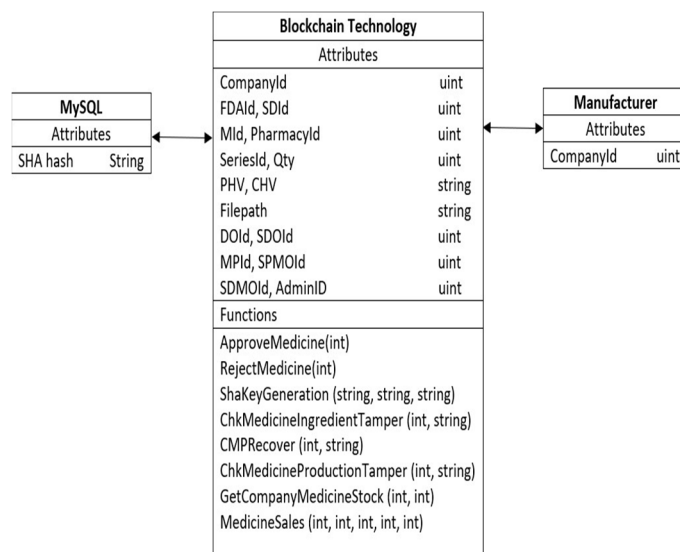 Blockchain Technology
Attributes
CompanyId uint
FDAId, SDId uint
MId, PharmacyId uint
SeriesId, Qty uint
PHV, CHV string
Filepath string
DOId, SDOId uint
MPId, SPMOId uint
SDMOId, AdminID uint
Functions
ApproveMedicine(int)
RejectMedicine(int)
ShaKeyGeneration (string, string, string)
ChkMedicineIngredientTamper (int, string)
CMPRecover (int, string)
ChkMedicineProductionTamper (int, string)
GetCompanyMedicineStock (int, int)
MedicineSales (int, int, int, int, int)
MySQL
Attributes
SHA hash String
Manufacturer
Attributes
CompanyId uint